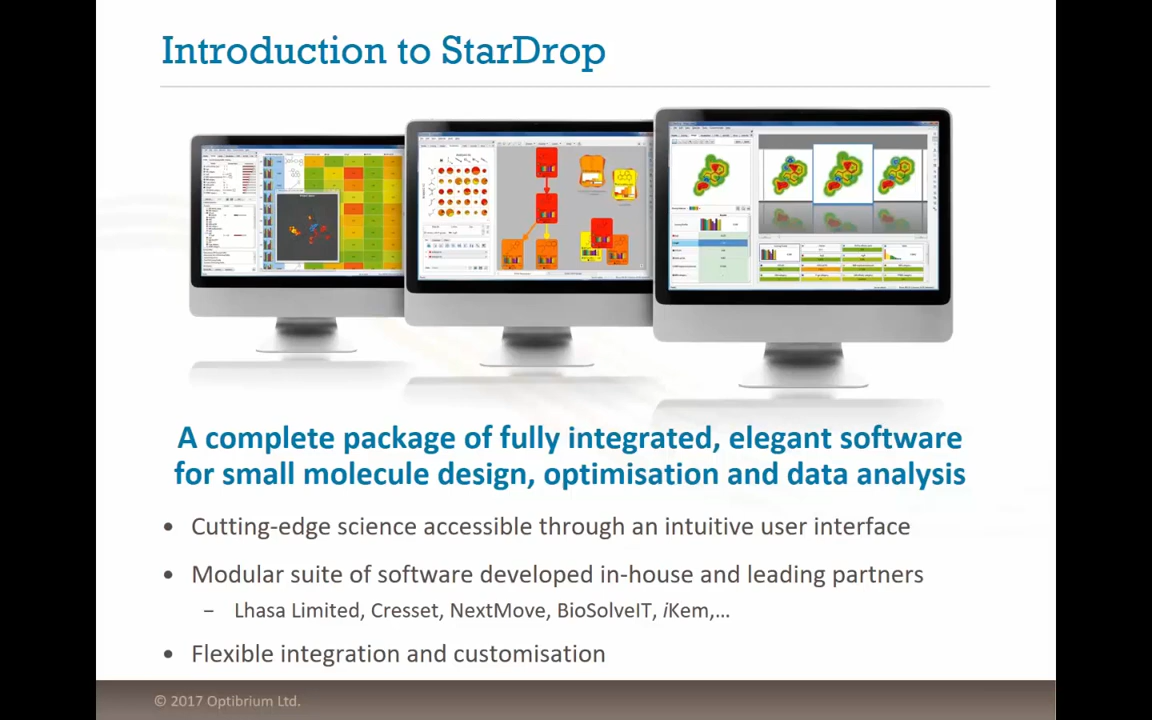 Introduction to StarDrop
A complete package of fully integrated, elegant software
for small molecule design, optimisation and data analysis
• Cutting-edge science accessible through an intuitive user interface
• Modular suite of software developed in-house and leading partners
– Lhasa Limited, Cresset, NextMove, BioSolveIT, iKem,...
• Flexible integration and customisation
© 2017 Optibrium Ltd.